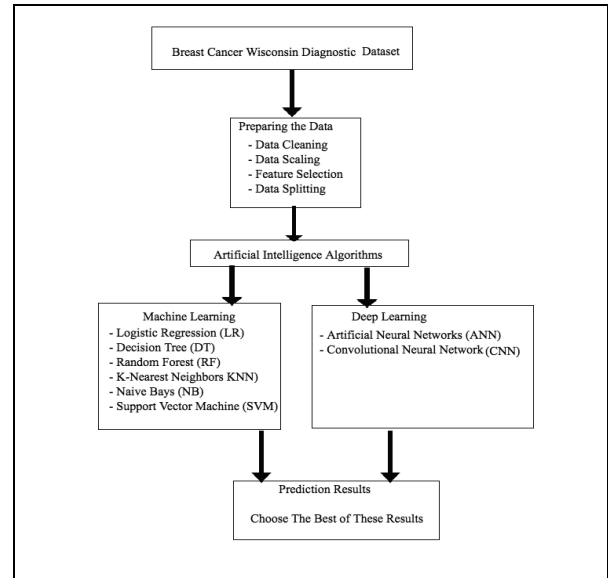 Breast Cancer Wisconsin Diagnostic Dataset
Preparing the Data
- Data Cleaning
- Data Scaling
- Feature Selection
- Data Splitting
Artificial Intelligence Algorithms
Machine Learning
- Logistic Regression (LR)
- Decision Tree (DT)
- Random Forest (RF)
- K-Nearest Neighbors KNN
- Naive Bays (NB)
- Support Vector Machine (SVM)
Deep Learning
- Artificial Neural Networks (ANN)
- Convolutional Neural Network (CNN)
Prediction Results
Choose The Best of These Results